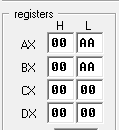 registers
H L
AX 00 AA
BX 00 AA
CX 00 00
DX 00 00